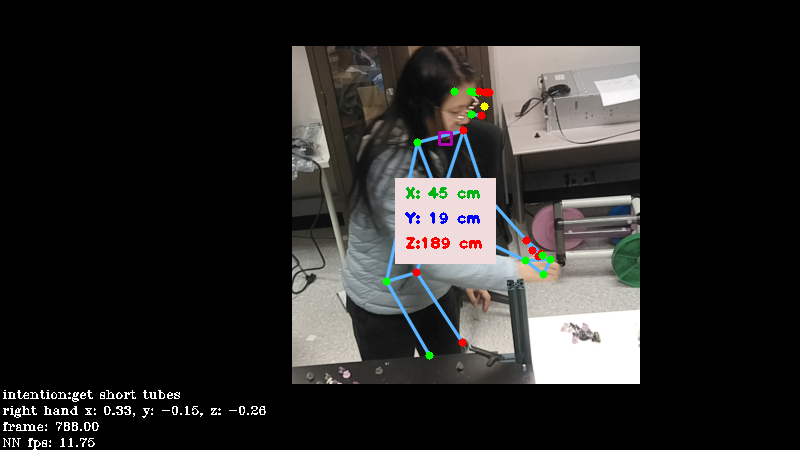 X: 45 cm
Y: 19 cm
Z:189 cm
intention:get short tubes
right hand x: 0.33, y: -0.15, z: -0.26
frame: 788.00
NN fps: 11.75